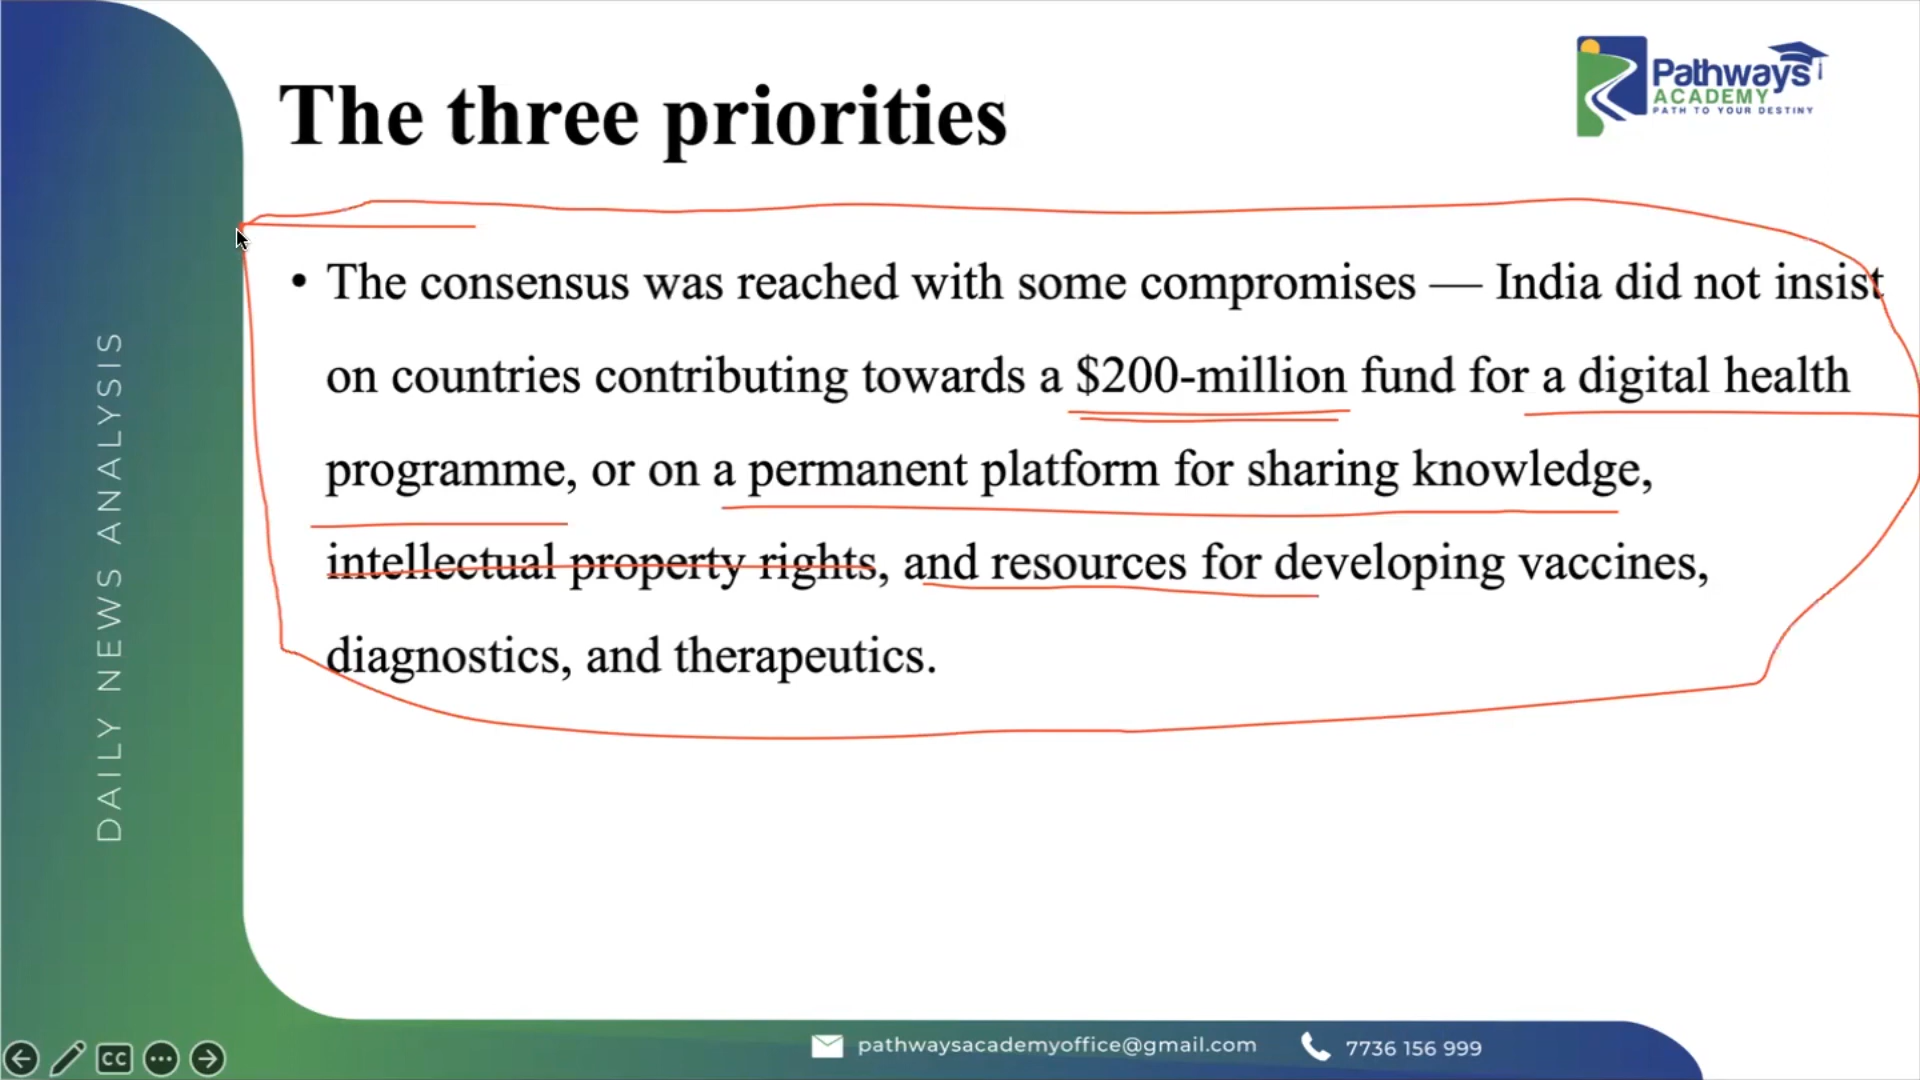 The three priorities
Pathways
ACADEMY
PATH TO YOUR DESTINY
• The consensus was reached with some compromises — India did not insist
on countries contributing towards a $200-million fund for a digital health
programme, or on a permanent platform for sharing knowledge,
intellectual property rights, and resources for developing vaccines,
diagnostics, and therapeutics.
DAILY NEWS ANALYSIS
CC
pathwaysacademyoffice@gmail.com
7736 156 999